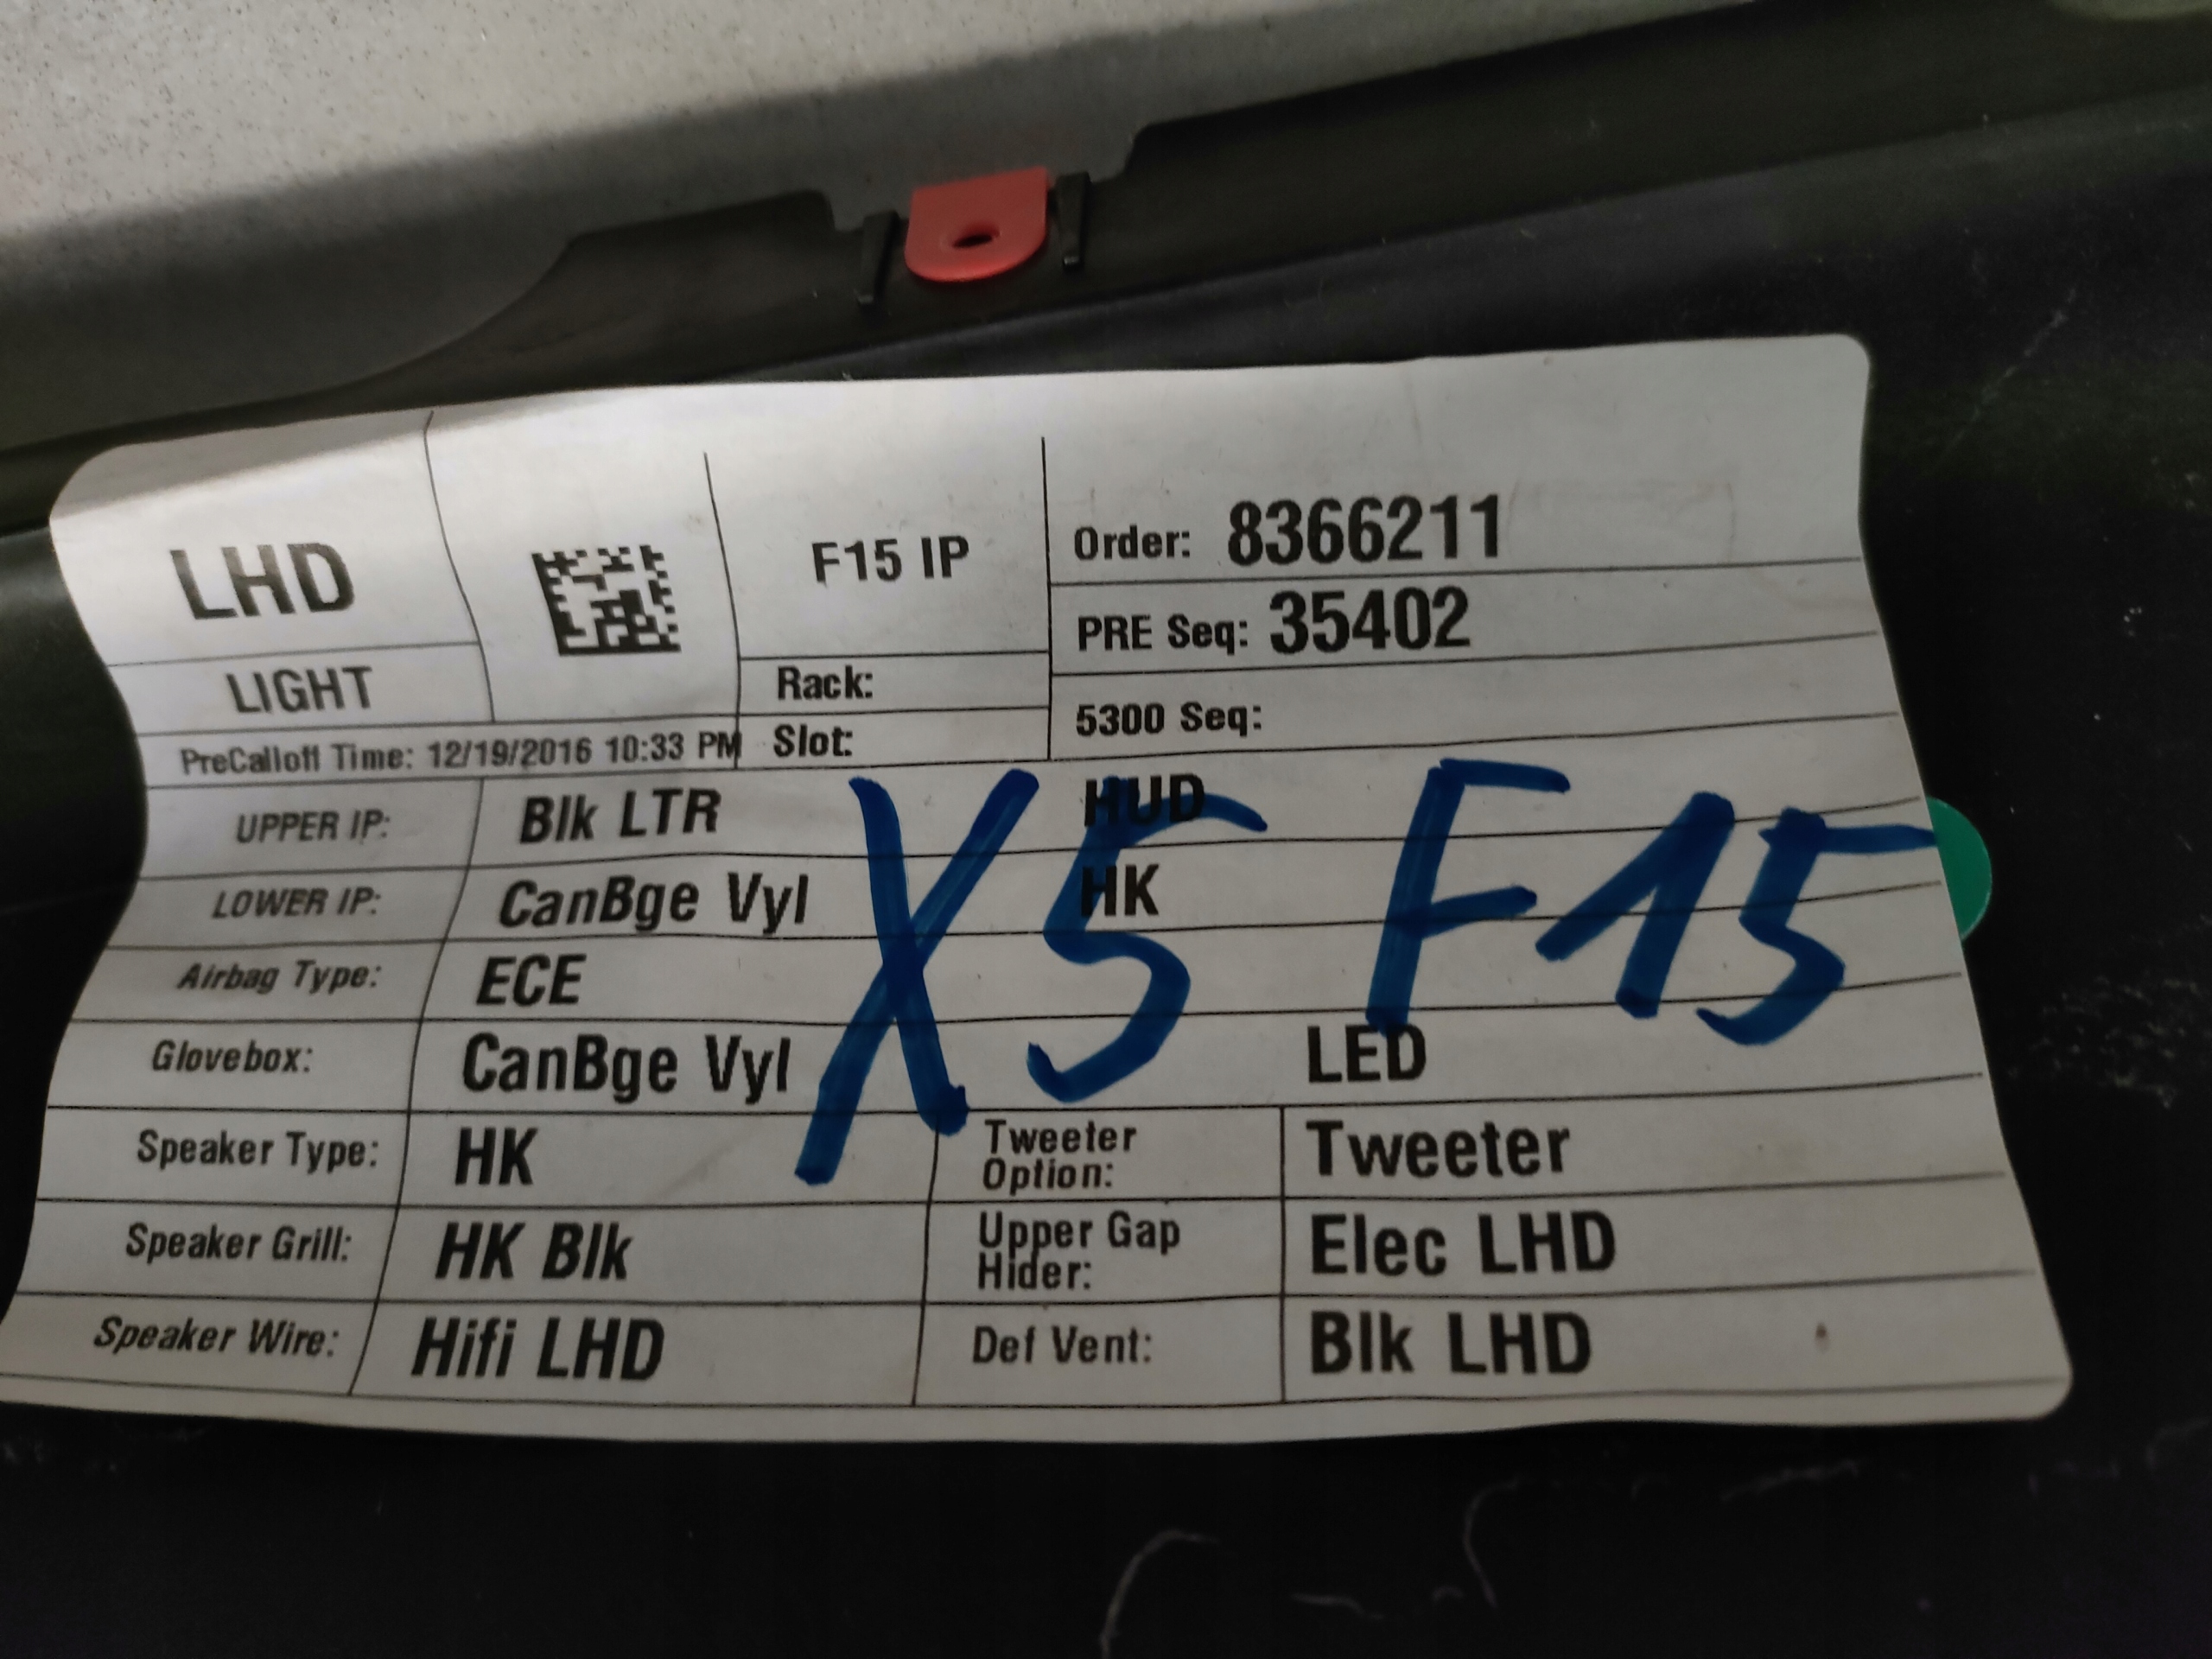 LHD
LIGHT
F15 IP
Order: 8366211
PRE Seq: 35402
Rack:
5300 Seq:
PreCalloff Time: 12/19/2016 10:33 PM
Slot:
UPPER IP: Blk LTR HUD
LOWER IP: CanBge Vyl HK
X5 F15
Airbag Type: ECE
Glovebox: CanBge Vyl LED
Speaker Type: HK
Tweeter
Option: Tweeter
Speaker Grill: HK Blk
Upper Gap
Hider: Elec LHD
Speaker Wire: Hifi LHD
Def Vent: Blk LHD